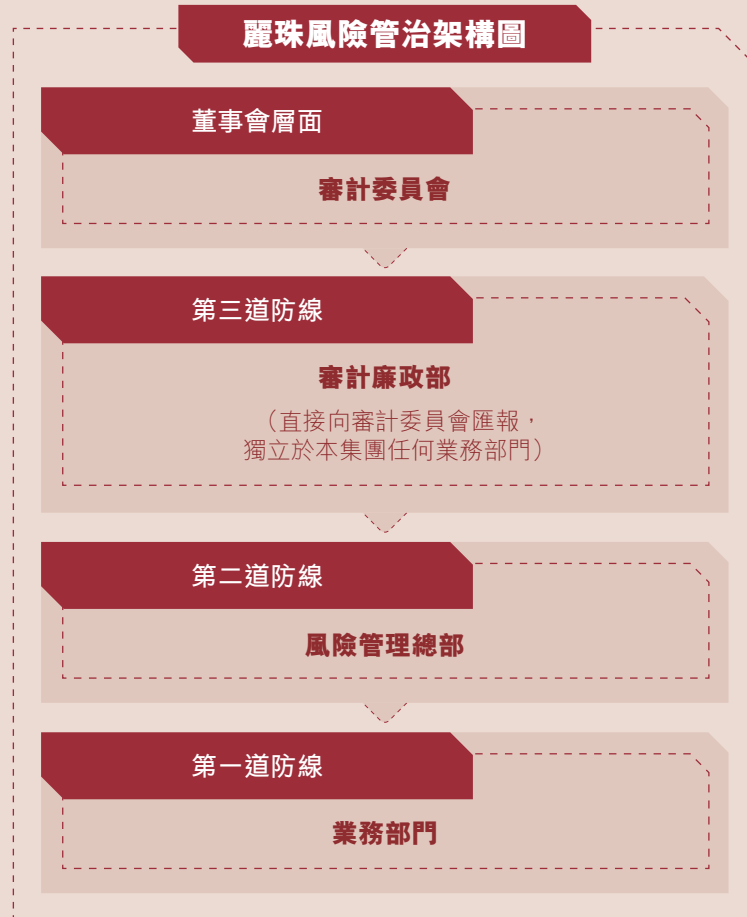 麗珠風險管治架構圖
董事會層面
審計委員會
第三道防線
審計廉政部
（直接向審計委員會匯報，
獨立於本集團任何業務部門）
第二道防線
風險管理總部
第一道防線
業務部門